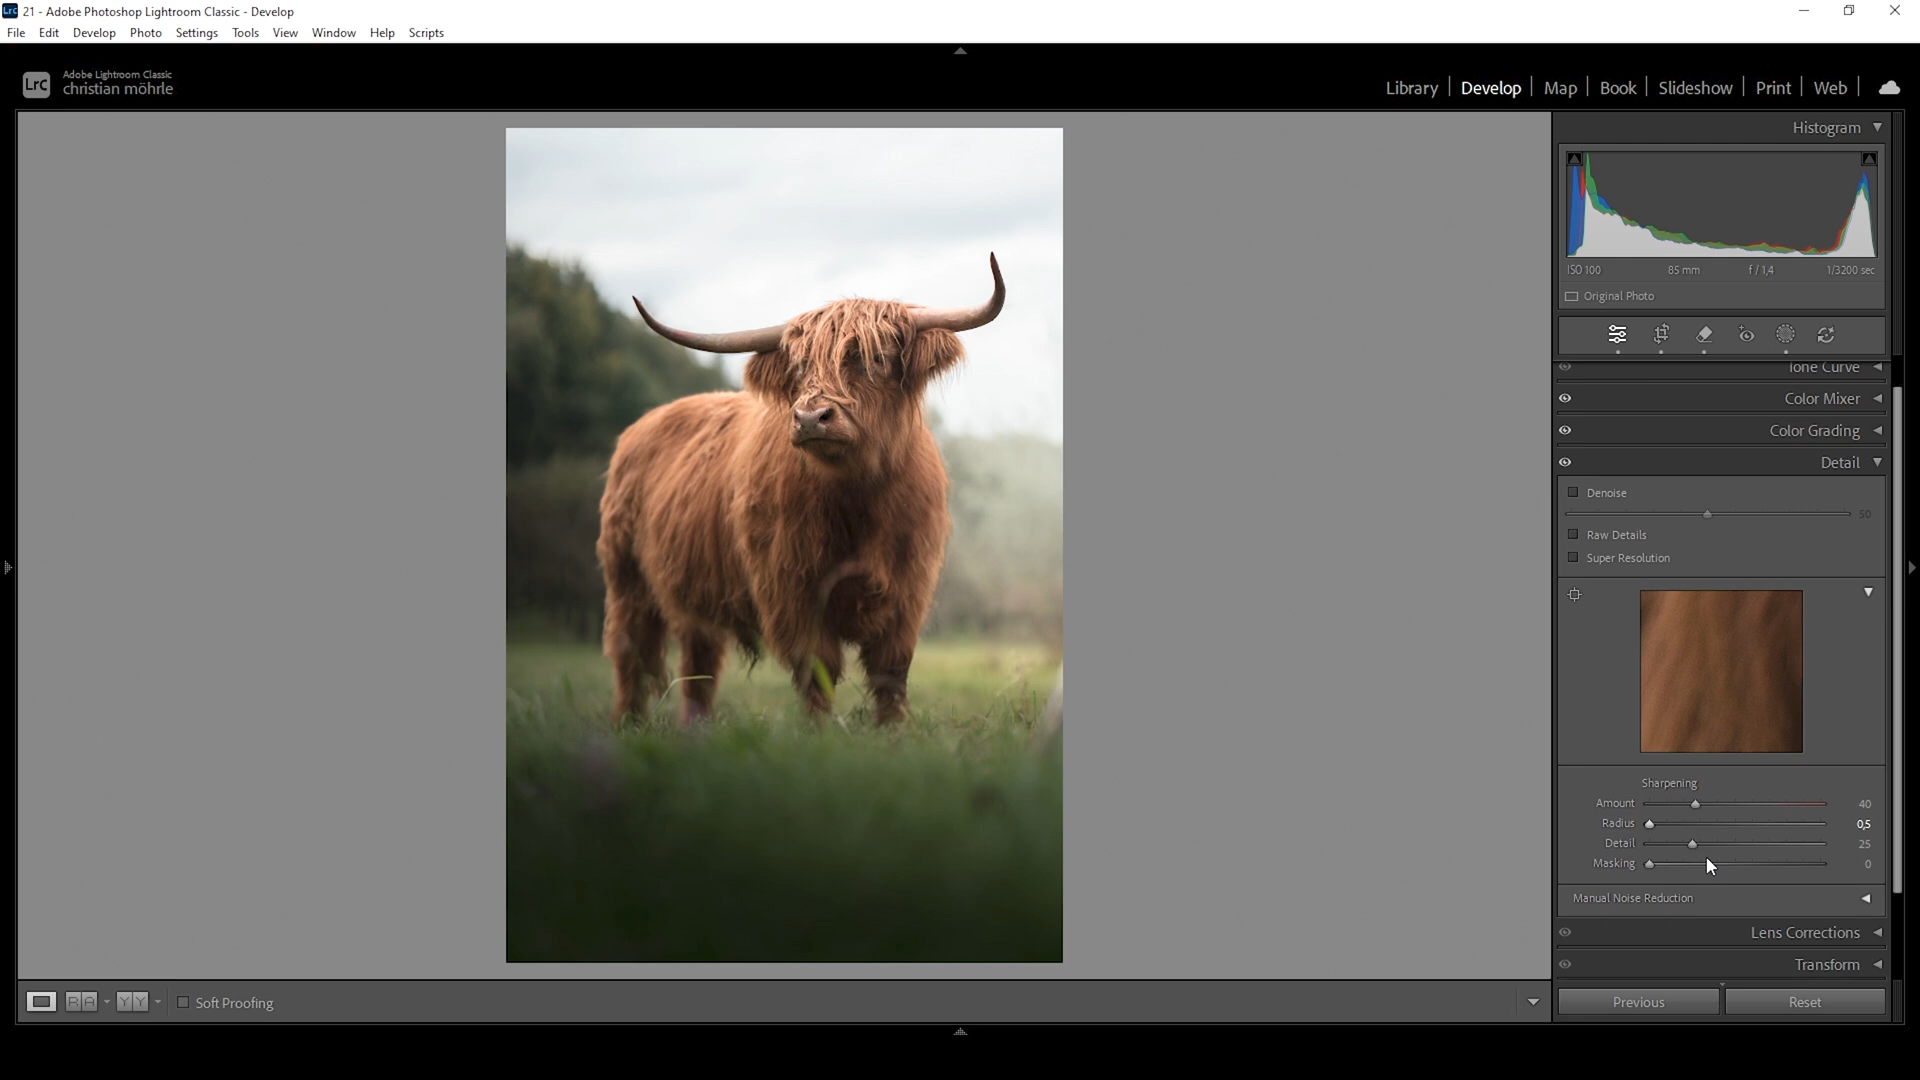 Lrc 21 - Adobe Photoshop Lightroom Classic - Develop
File Edit Develop Photo Settings Tools View Window Help Scripts
Lrc Adobe Lightroom Classic
christian möhrle
Library Develop Map Book Slideshow Print Web
Histogram
ISO 100 85 mm f / 1,4 1/3200 sec
Original Photo
Tone Curve
Color Mixer
Color Grading
Detail
Denoise
50
Raw Details
Super Resolution
Sharpening
Amount 40
Radius 0,5
Detail 25
Masking 0
Manual Noise Reduction
Lens Corrections
Transform
R A Y Y Soft Proofing
Previous Reset